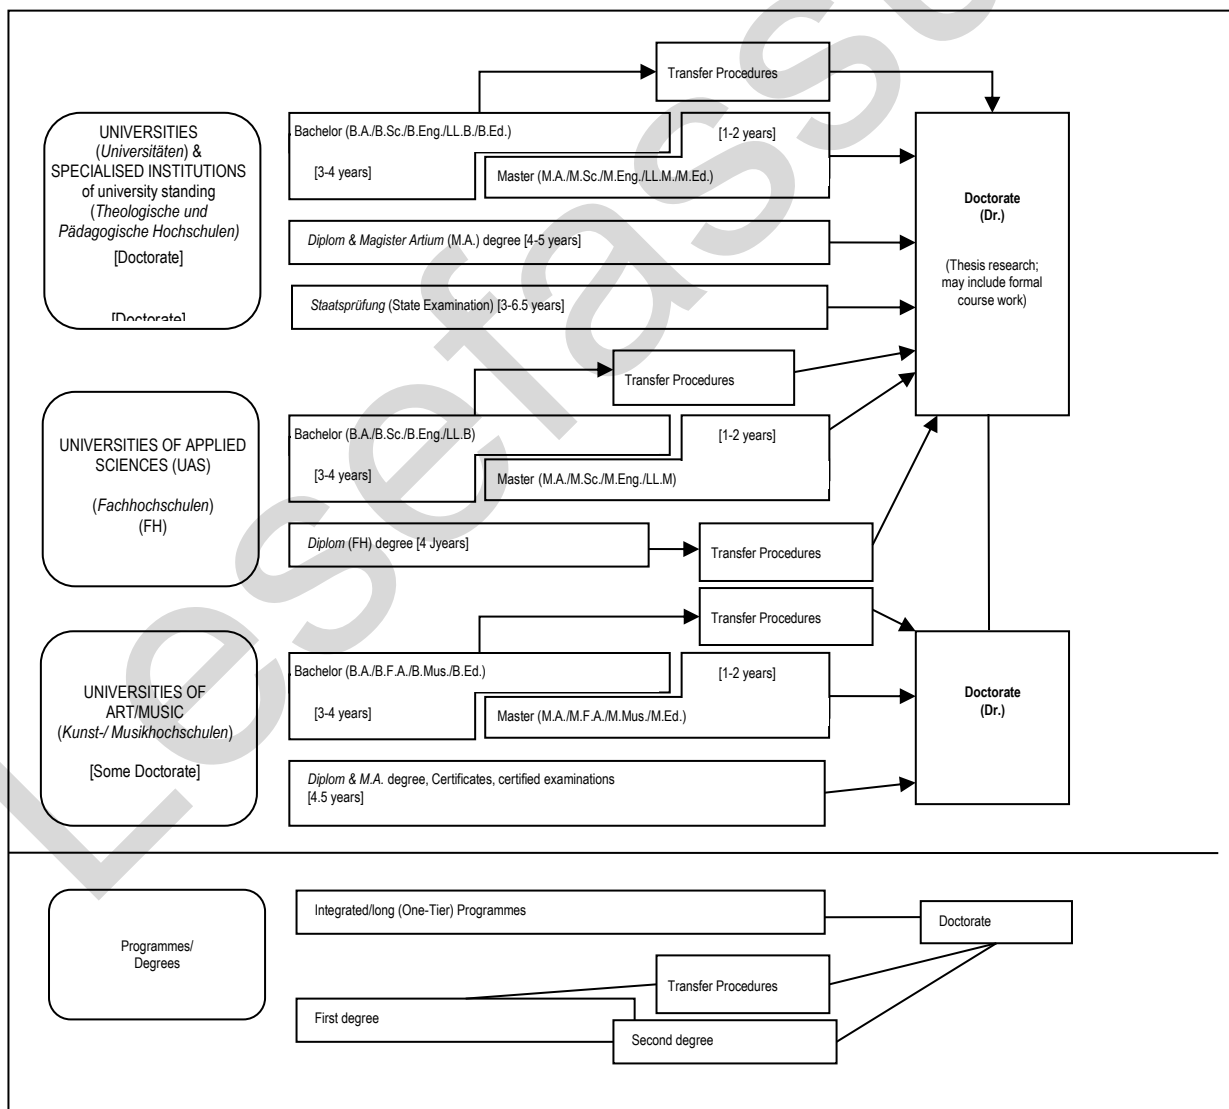 Transfer Procedures
UNIVERSITIES
(Universitäten) &
SPECIALISED INSTITUTIONS
of university standing
(Theologische und
Pädagogische Hochschulen)
[Doctorate]
[Doctorate]
Bachelor (B.A./B.Sc./B.Eng./LL.B./B.Ed.)
[3-4 years]
[1-2 years]
Master (M.A./M.Sc./M.Eng./LL.M./M.Ed.)
Diplom & Magister Artium (M.A.) degree [4-5 years]
Staatsprüfung (State Examination) [3-6.5 years]
Doctorate
(Dr.)
(Thesis research;
may include formal
course work)
Transfer Procedures
UNIVERSITIES OF APPLIED
SCIENCES (UAS)
(Fachhochschulen)
(FH)
Bachelor (B.A./B.Sc./B.Eng./LL.B)
[3-4 years]
[1-2 years]
Master (M.A./M.Sc./M.Eng./LL.M)
Diplom (FH) degree [4 Jyears]
Transfer Procedures
Transfer Procedures
UNIVERSITIES OF
ART/MUSIC
(Kunst-/ Musikhochschulen)
[Some Doctorate]
Bachelor (B.A./B.F.A./B.Mus./B.Ed.)
[3-4 years]
[1-2 years]
Master (M.A./M.F.A./M.Mus./M.Ed.)
Diplom & M.A. degree, Certificates, certified examinations
[4.5 years]
Doctorate
(Dr.)
Programmes/
Degrees
Integrated/long (One-Tier) Programmes
Doctorate
Transfer Procedures
First degree
Second degree
Lesefass